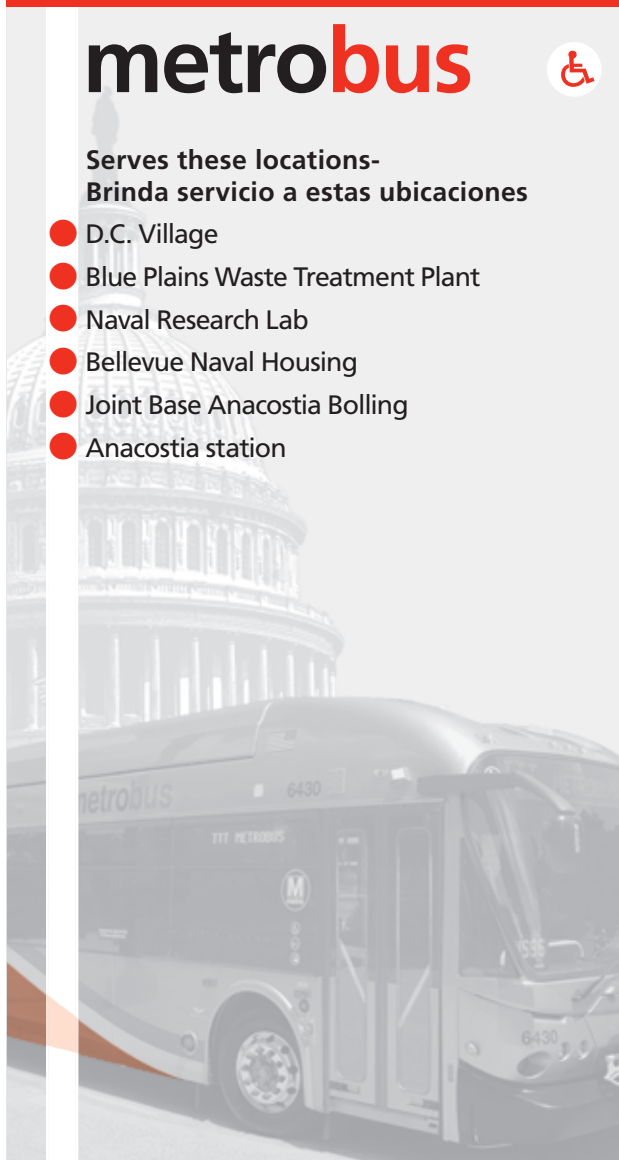 metrobus
Serves these locations-
Brinda servicio a estas ubicaciones
D.C. Village
Blue Plains Waste Treatment Plant
Naval Research Lab
Bellevue Naval Housing
Joint Base Anacostia Bolling
Anacostia station
metrobus
6430
TYT METROBUS
M
6430